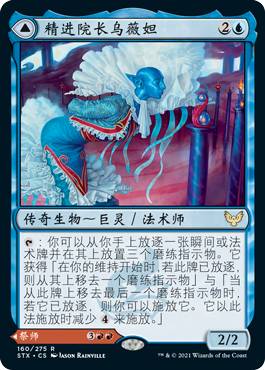 精进院长乌薇妲 2
传奇生物～巨灵 / 法术师
：你可以从你手上放逐一张瞬间或法
术牌并在其上放置三个磨练指示物。它
获得「在你的维持开始时，若此牌已放逐，
则从其上移去一个磨练指示物」与「当
从此牌上移去最后一个磨练指示物时，
若它已放逐，则你可以施放它。它以此
法施放时减少 4 来施放。」
祭师 3
2/2
160/275 R
STX • CS JASON RAINVILLE
™ & © 2021 Wizards of the Coast